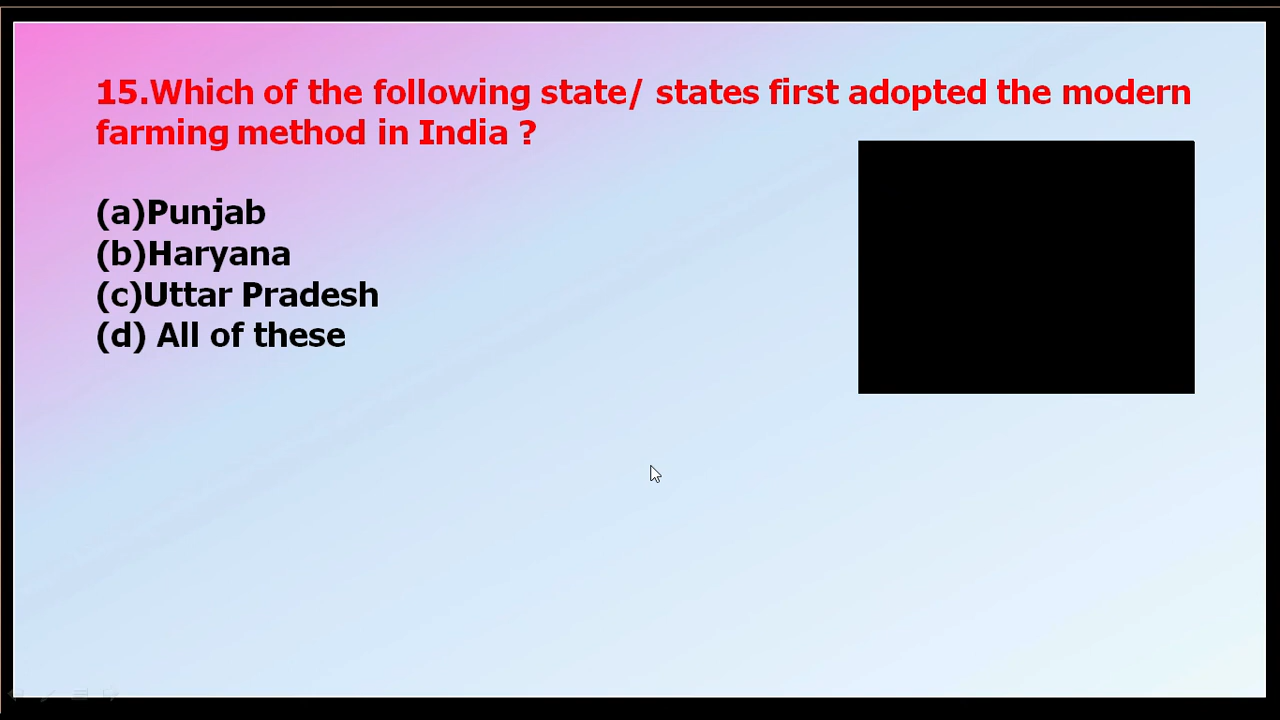 15.Which of the following state/ states first adopted the modern
farming method in India ?
(a)Punjab
(b)Haryana
(c)Uttar Pradesh
(d) All of these